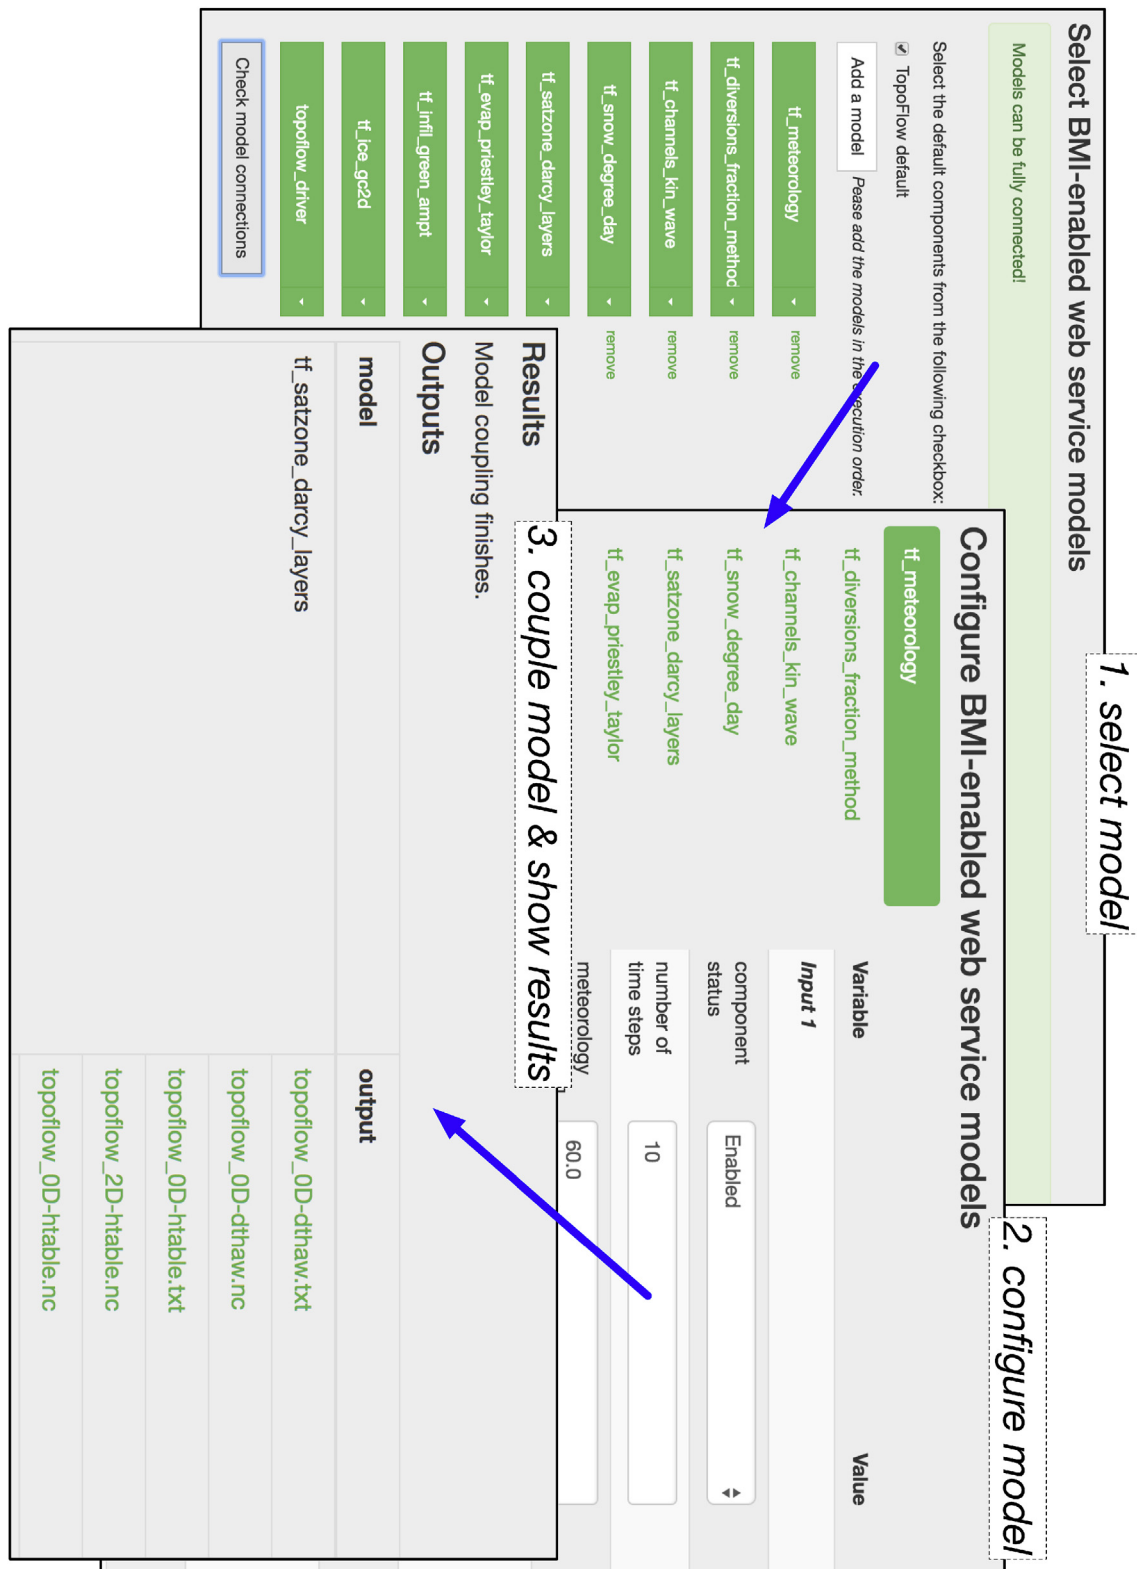 1. select model
Select BMI-enabled web service models
Models can be fully connected!
Select the default components from the following checkbox:
TopoFlow default
Add a model
Pease add the models in the execution order.
tf_meteorology
remove
tf_diversions_fraction_method
remove
tf_channels_kin_wave
remove
tf_snow_degree_day
remove
tf_satzone_darcy_layers
tf_evap_priestley_taylor
tf_infil_green_ampt
tf_ice_gc2d
topoflow_driver
Check model connections
2. configure model
Configure BMI-enabled web service models
tf_meteorology
tf_diversions_fraction_method
tf_channels_kin_wave
tf_snow_degree_day
tf_satzone_darcy_layers
tf_evap_priestley_taylor
Variable Value
Input 1
component
status
Enabled
number of
time steps
10
meteorology
60.0
3. couple model & show results
Results
Model coupling finishes.
Outputs
model output
tf_satzone_darcy_layers topoflow_0D-dthaw.txt
topoflow_0D-dthaw.nc
topoflow_0D-htable.txt
topoflow_2D-htable.nc
topoflow_0D-htable.nc